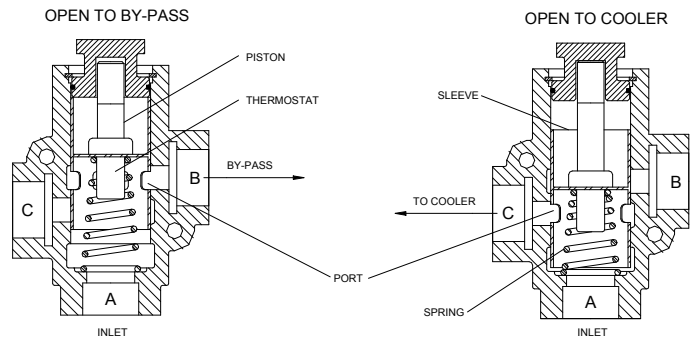 OPEN TO BY-PASS
OPEN TO COOLER
PISTON
THERMOSTAT
SLEEVE
BY-PASS
B
C
TO COOLER
C
B
PORT
A
A
SPRING
INLET
INLET